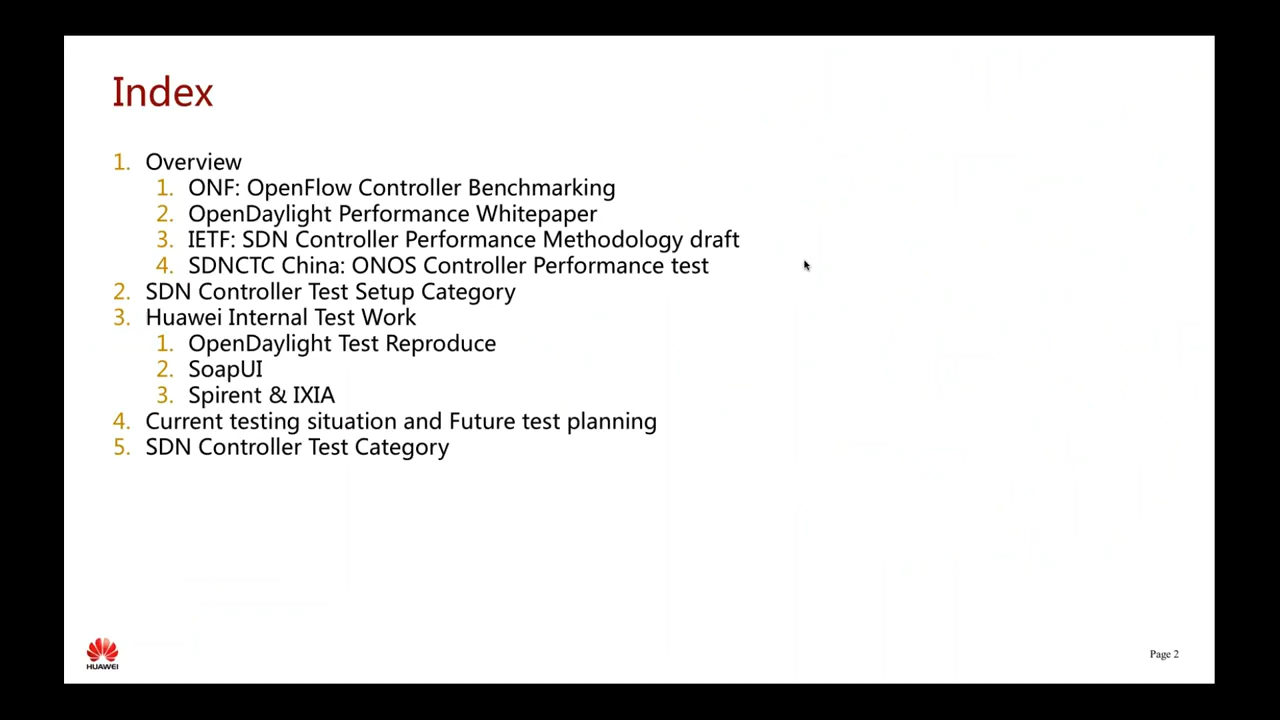 Index
1. Overview
1. ONF: OpenFlow Controller Benchmarking
2. OpenDaylight Performance Whitepaper
3. IETF: SDN Controller Performance Methodology draft
4. SDNCTC China: ONOS Controller Performance test
2. SDN Controller Test Setup Category
3. Huawei Internal Test Work
1. OpenDaylight Test Reproduce
2. SoapUI
3. Spirent & IXIA
4. Current testing situation and Future test planning
5. SDN Controller Test Category
HUAWEI
Page 2